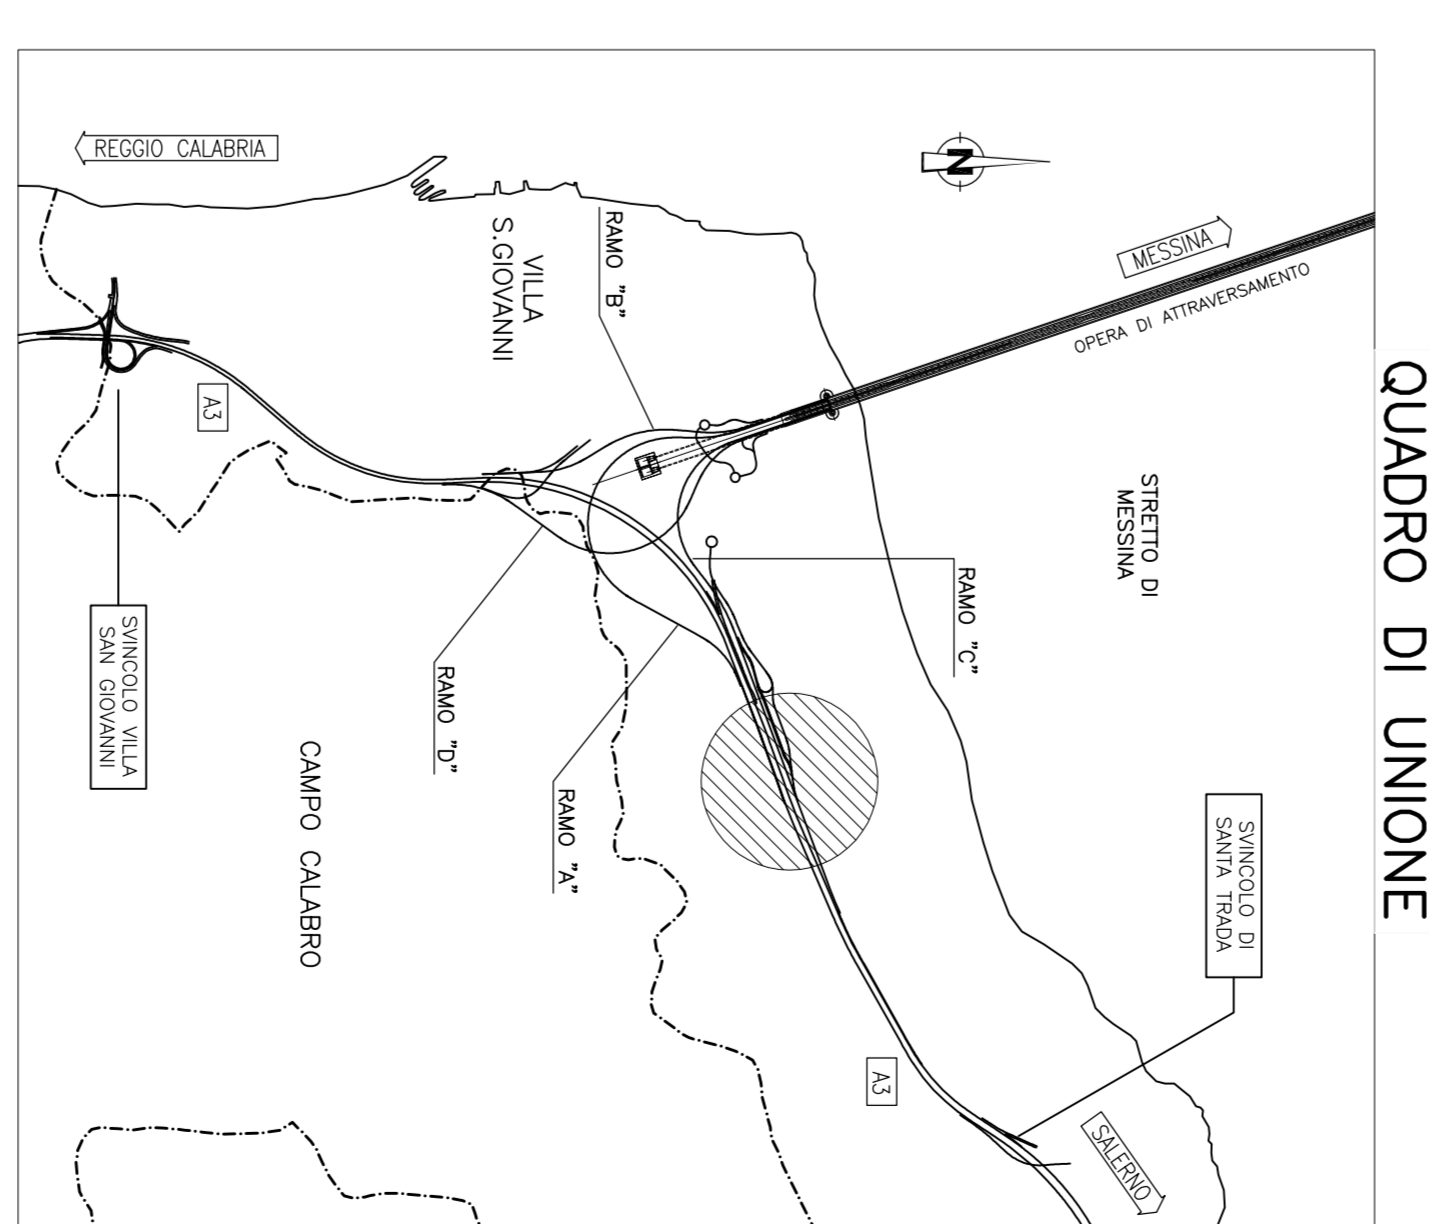 QUADRO DI UNIONE
REGGIO CALABRIA
N
MESSINA
OPERA DI ATTRAVERSAMENTO
VILLA
S.GIOVANNI
RAMO "B"
A3
STRETTO DI
MESSINA
RAMO "C"
SVINCOLO VILLA
SAN GIOVANNI
RAMO "D"
RAMO "A"
CAMPO CALABRO
SVINCOLO DI
SANTA TRADA
A3
SALERNO